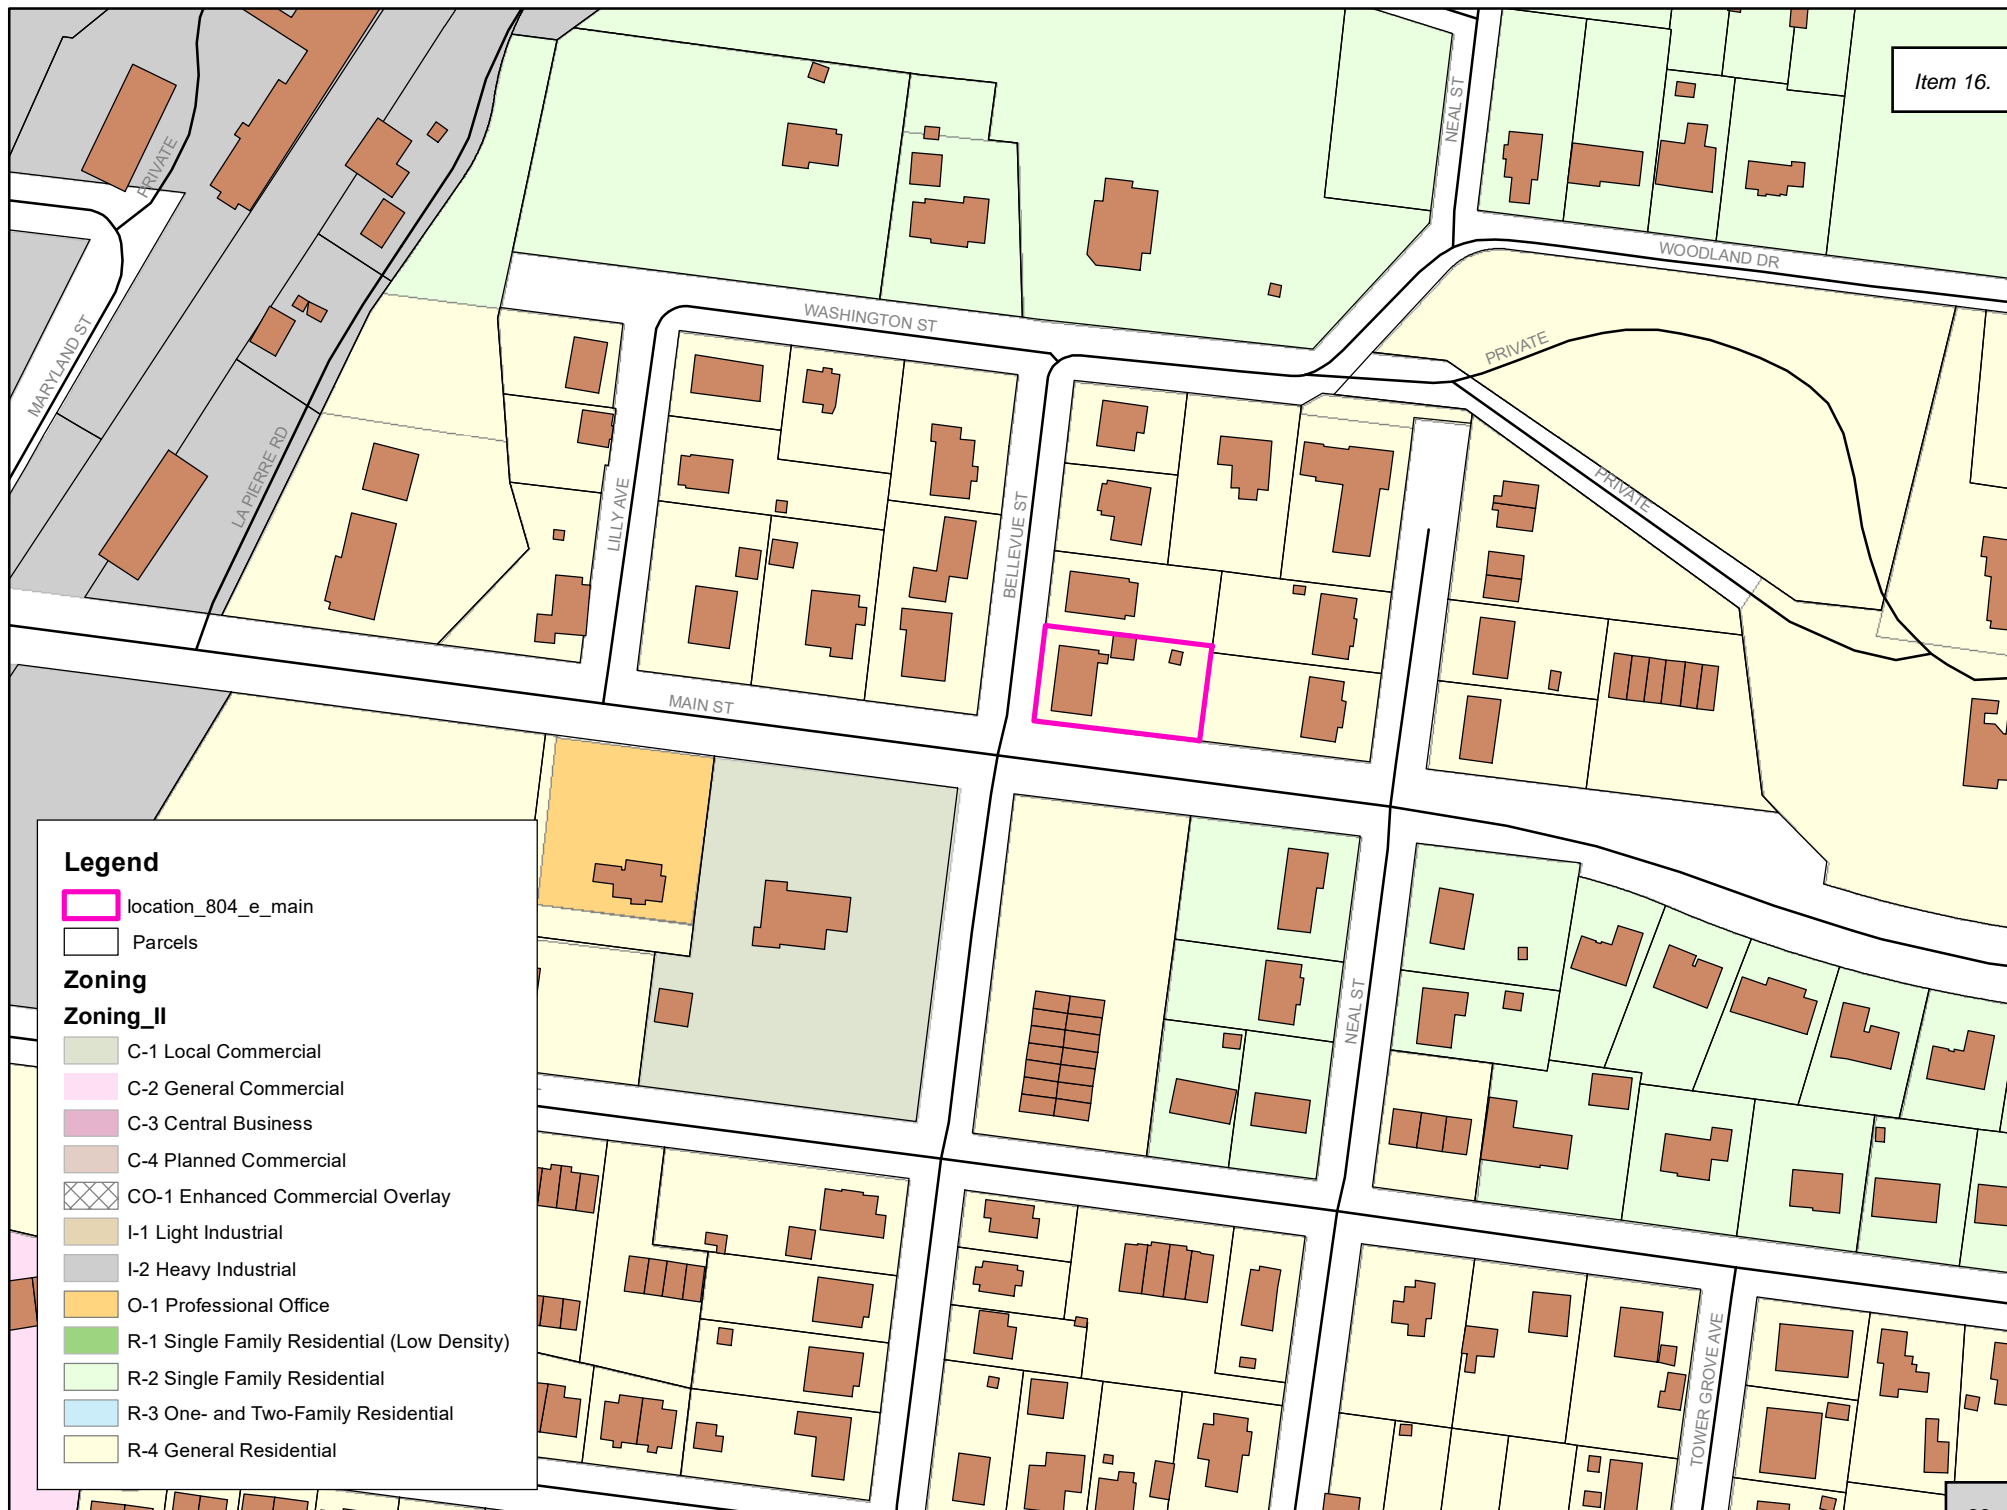 Item 16.
NEAL ST
WOODLAND DR
PRIVATE
WASHINGTON ST
MARYLAND ST
PRIVATE
LA PIERRE RD
LILLY AVE
BELLEVUE ST
PRIVATE
MAIN ST
NEAL ST
TOWER GROVE AVE
Legend
location_804_e_main
Parcels
Zoning
Zoning_II
C-1 Local Commercial
C-2 General Commercial
C-3 Central Business
C-4 Planned Commercial
CO-1 Enhanced Commercial Overlay
I-1 Light Industrial
I-2 Heavy Industrial
O-1 Professional Office
R-1 Single Family Residential (Low Density)
R-2 Single Family Residential
R-3 One- and Two-Family Residential
R-4 General Residential